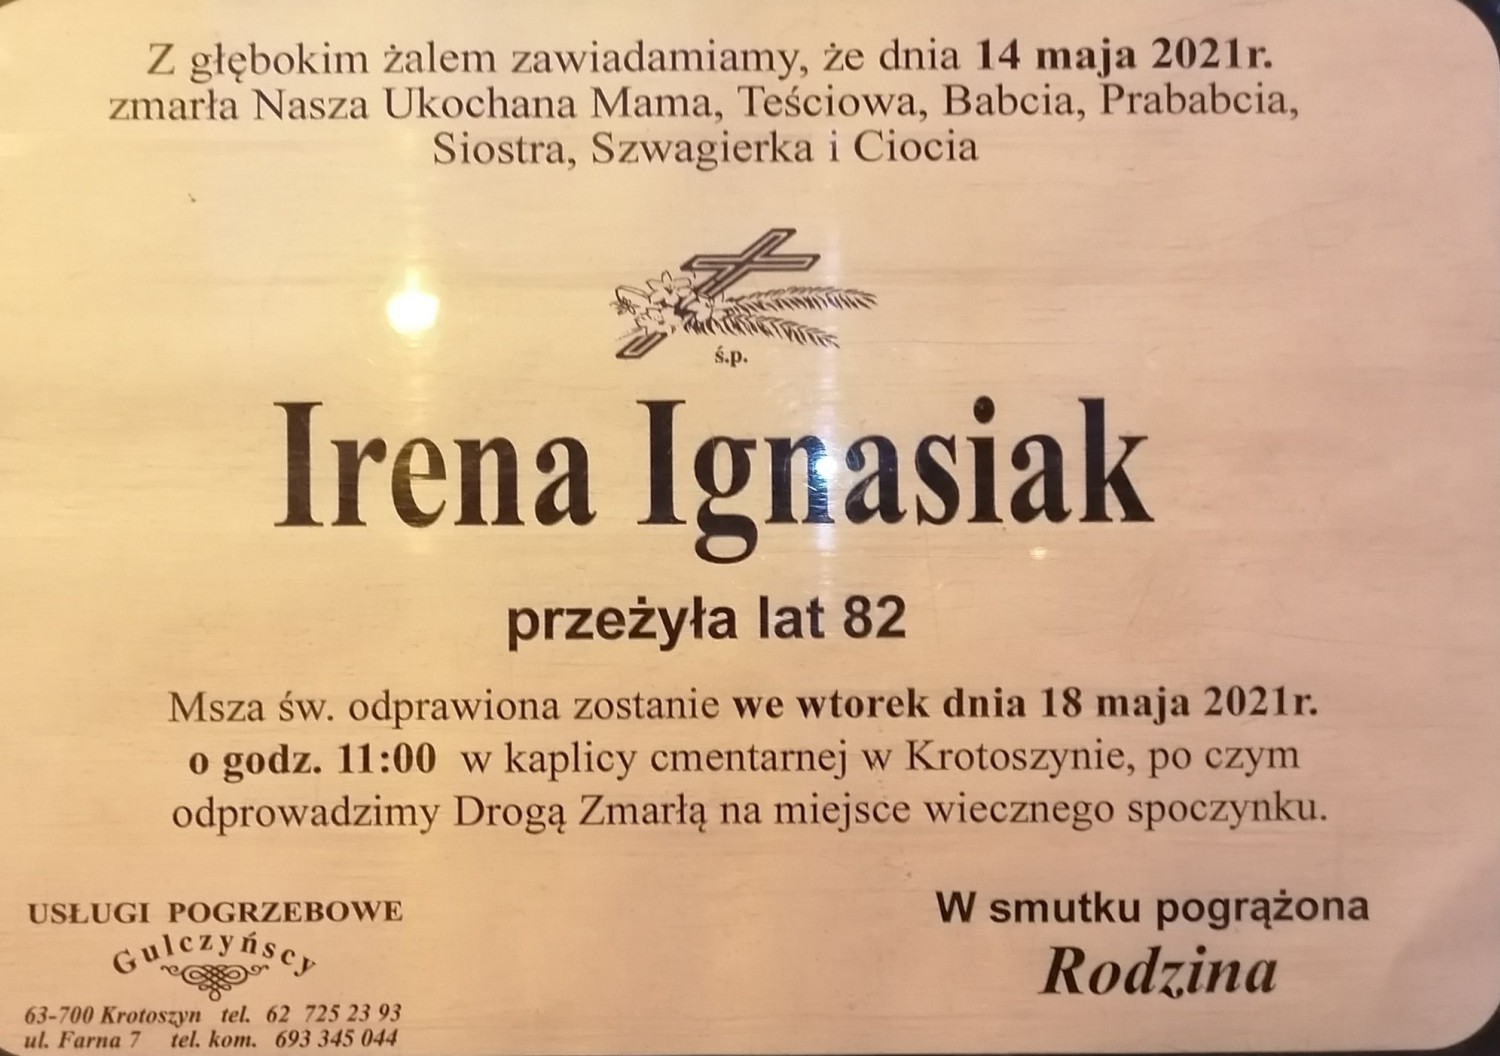 Z głębokim żalem zawiadamiamy, że dnia 14 maja 2021r.
zmarła Nasza Ukochana Mama, Teściowa, Babcia, Prababcia,
Siostra, Szwagierka i Ciocia
ś.p.
Irena Ignasiak
przeżyła lat 82
Msza św. odprawiona zostanie we wtorek dnia 18 maja 2021r.
o godz. 11:00 w kaplicy cmentarnej w Krotoszynie, po czym
odprowadzimy Drogą Zmarłą na miejsce wiecznego spoczynku.
W smutku pogrążona
Rodzina
USŁUGI POGRZEBOWE
Gulczyńscy
63-700 Krotoszyn tel. 62 725 23 93
ul. Farna 7 tel. kom. 693 345 044